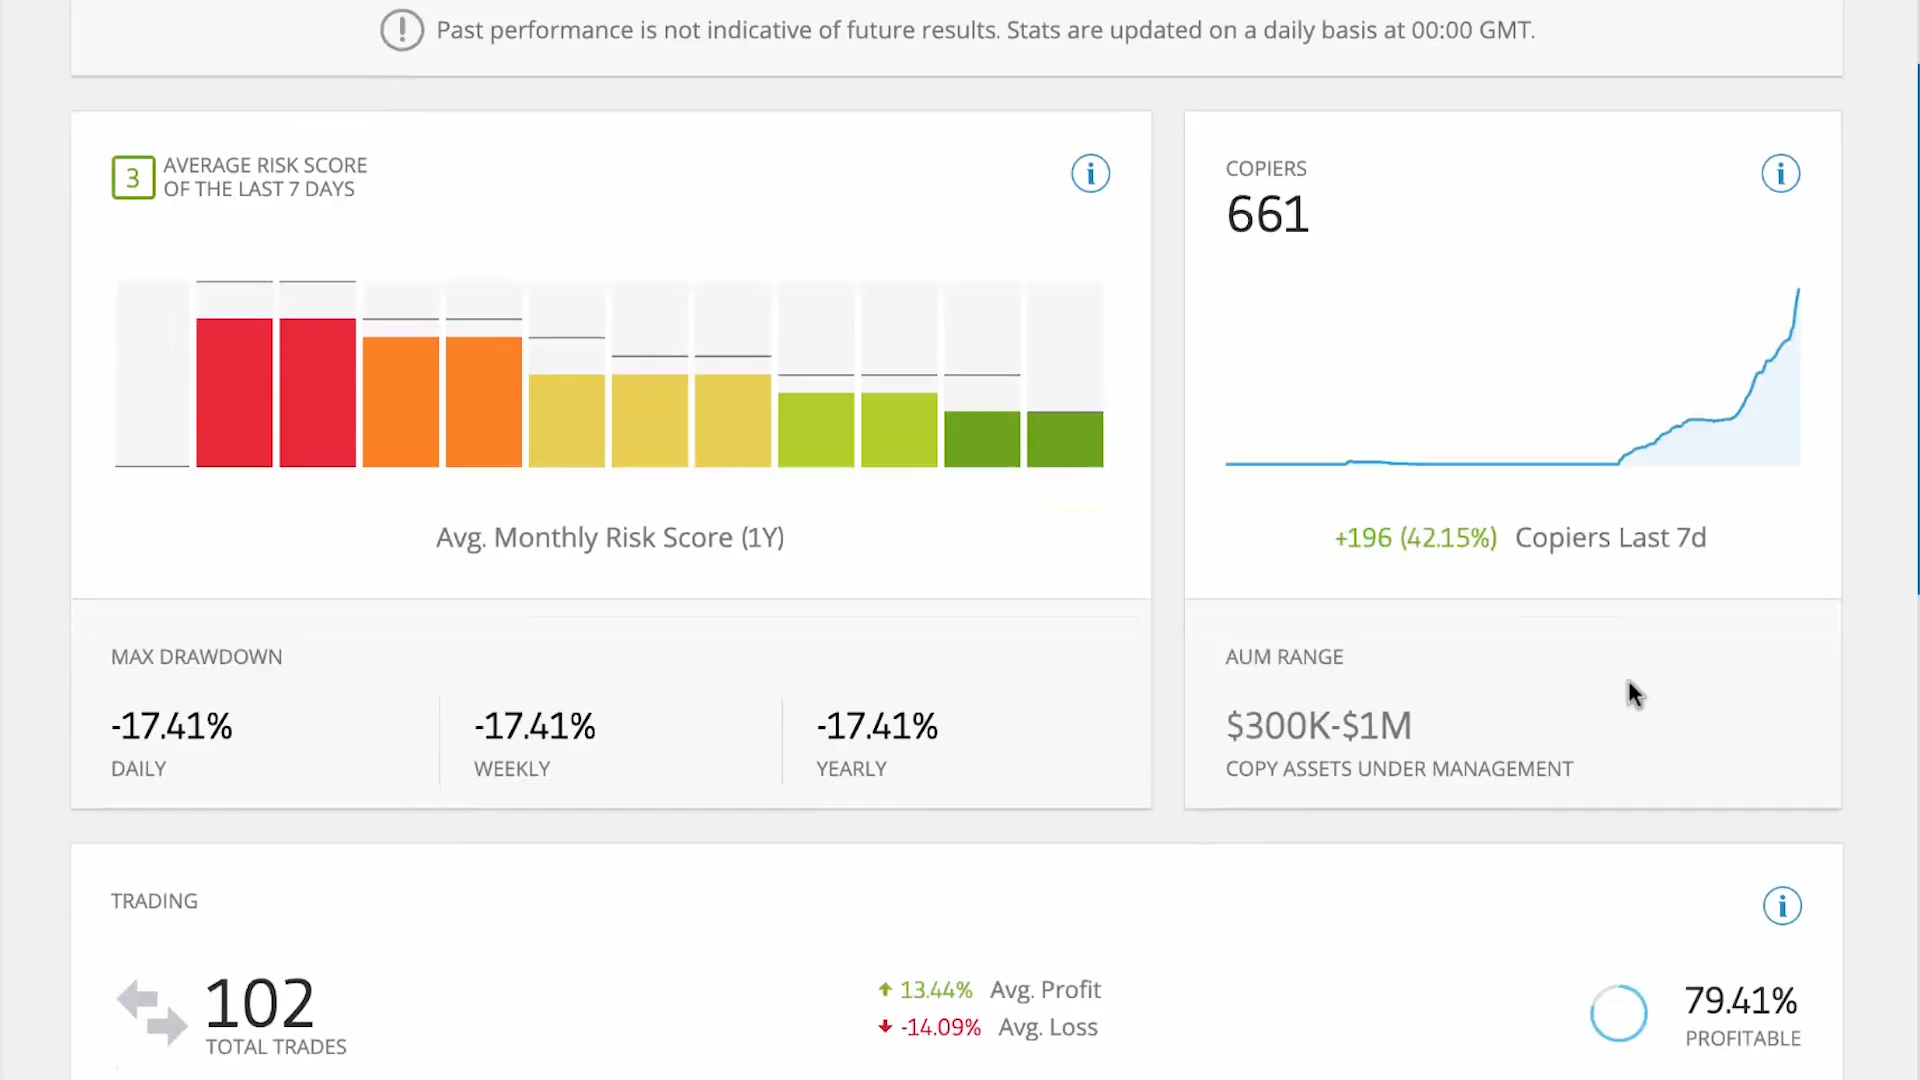 Past performance is not indicative of future results. Stats are updated on a daily basis at 00:00 GMT.
3
AVERAGE RISK SCORE
OF THE LAST 7 DAYS
Avg. Monthly Risk Score (1Y)
MAX DRAWDOWN
-17.41%
DAILY
-17.41%
WEEKLY
-17.41%
YEARLY
COPIERS
661
+196 (42.15%) Copiers Last 7d
AUM RANGE
$300K-$1M
COPY ASSETS UNDER MANAGEMENT
TRADING
102
TOTAL TRADES
13.44% Avg. Profit
-14.09% Avg. Loss
79.41%
PROFITABLE